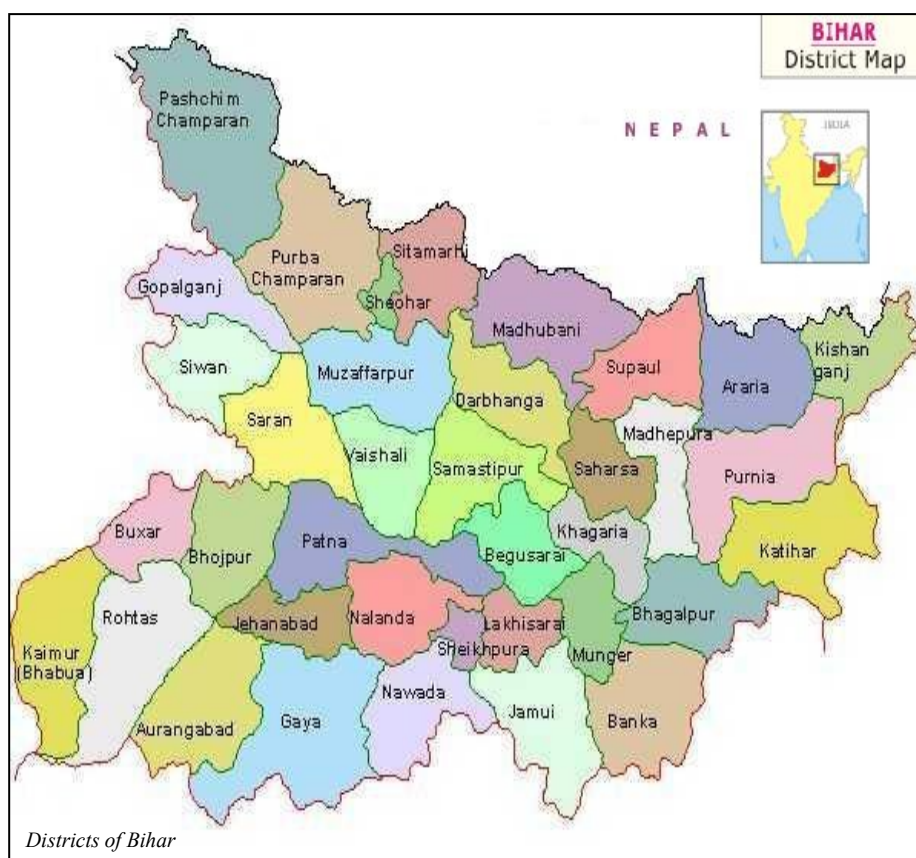 BIHAR
District Map
NEPAL
INDIA
Pashchim
Champaran
Purba
Champaran
Sitamarh
Sheohar
Gopalganj
Siwan
Saran
Muzaffarpur
Vaishali
Madhubani
Darbhanga
Samastipur
Supaul
Araria
Kishan
ganj
Madhepura
Saharsa
Purnia
Khagaria
Katihar
Buxar
Bhojpur
Patna
Begusarai
Rohtas
Jehanabad
Nalanda
Lakhisarai
Sheikhpura
Munger
Bhagalpur
Kaimur
(Bhabua)
Aurangabad
Gaya
Nawada
Jamui
Banka
Districts of Bihar